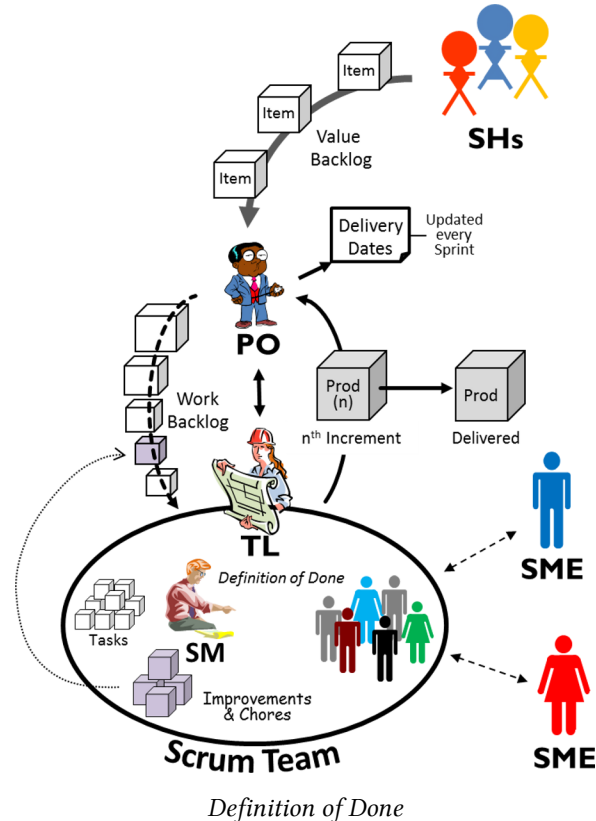 Item
Item
Item
Value
Backlog
SHs
Delivery
Dates
Updated
every
Sprint
PO
Work
Backlog
Prod
(n)
nth Increment
Prod
Delivered
TL
Definition of Done
SM
Tasks
Improvements
& Chores
Scrum Team
SME
SME
Definition of Done